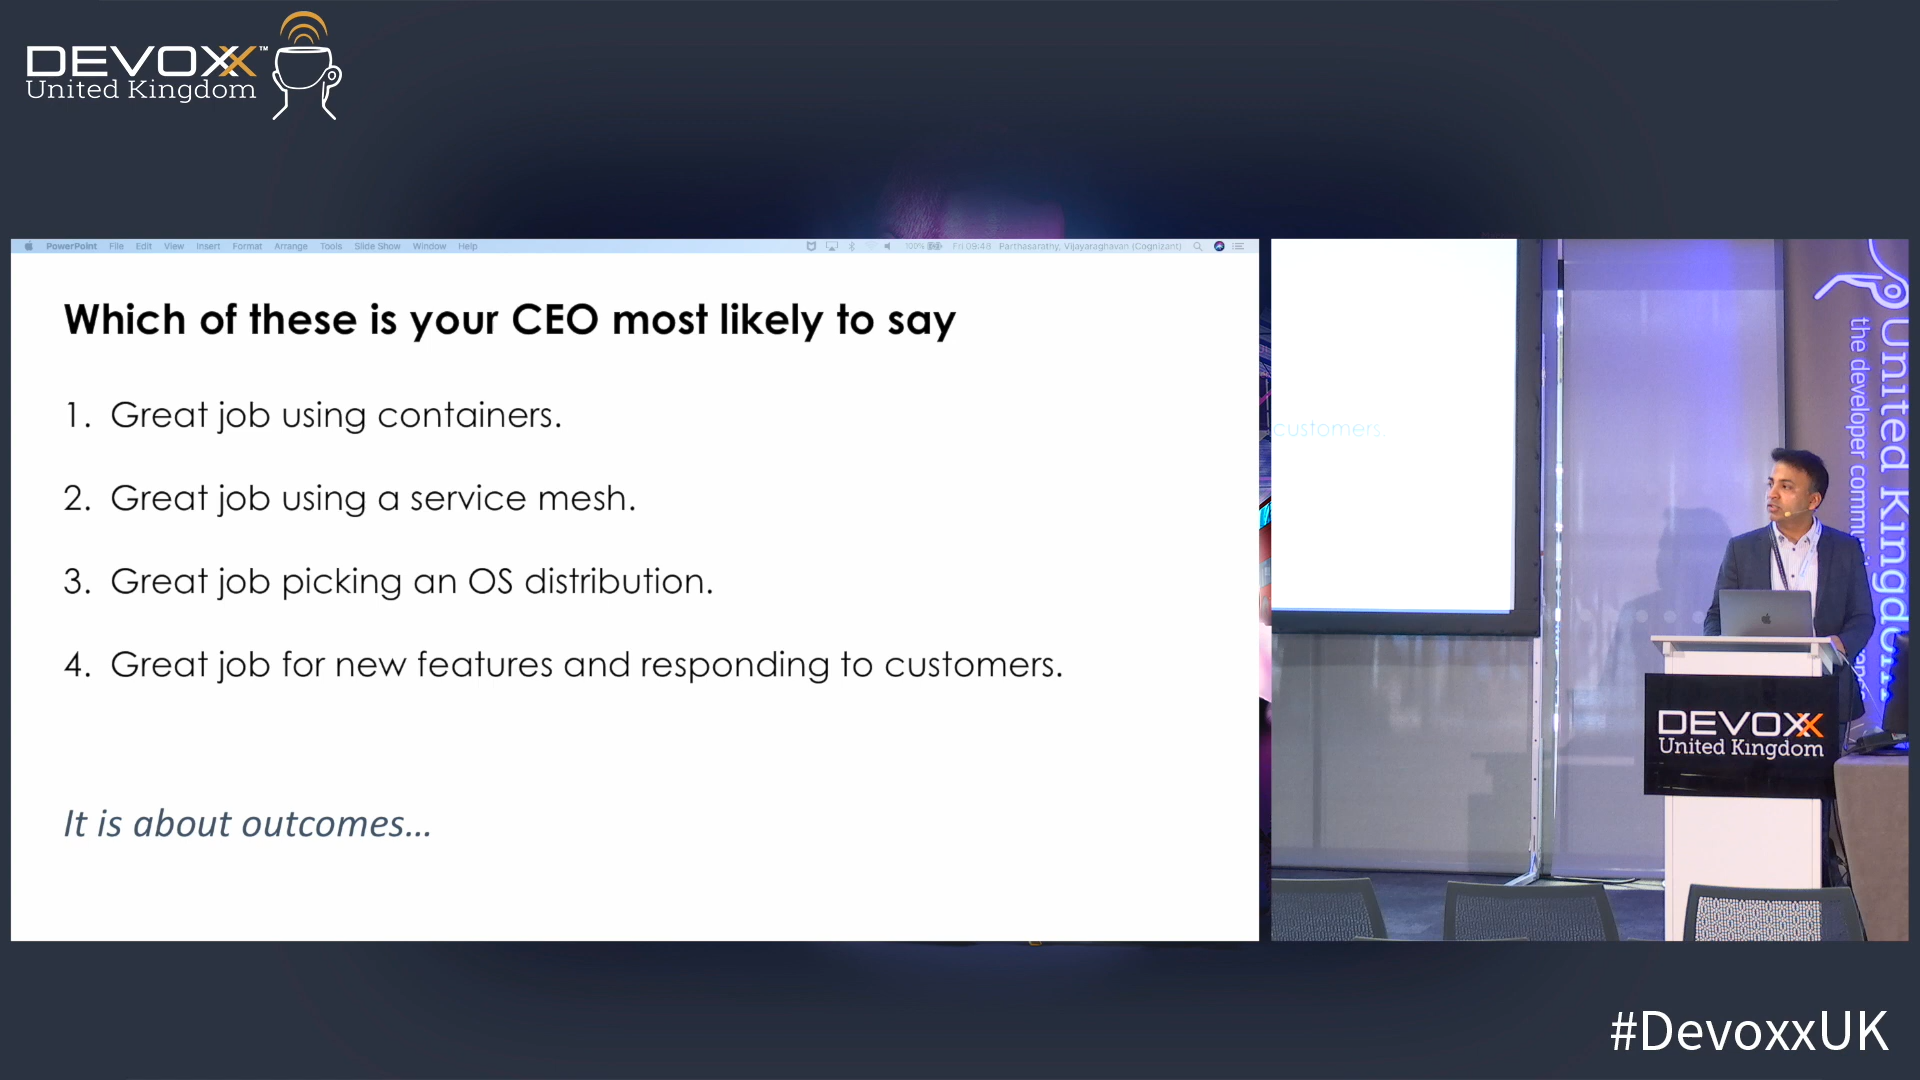 DEVOXX™
United Kingdom
PowerPoint File Edit View Insert Format Arrange Tools Slide Show Window Help
100% Fri 09:48 Parthasarathy, Vijayaraghavan (Cognizant)
Which of these is your CEO most likely to say
1. Great job using containers.
2. Great job using a service mesh.
3. Great job picking an OS distribution.
4. Great job for new features and responding to customers.
It is about outcomes...
customers.
United Kingdom
the developer community
DEVOXX
United Kingdom
#DevoxxUK